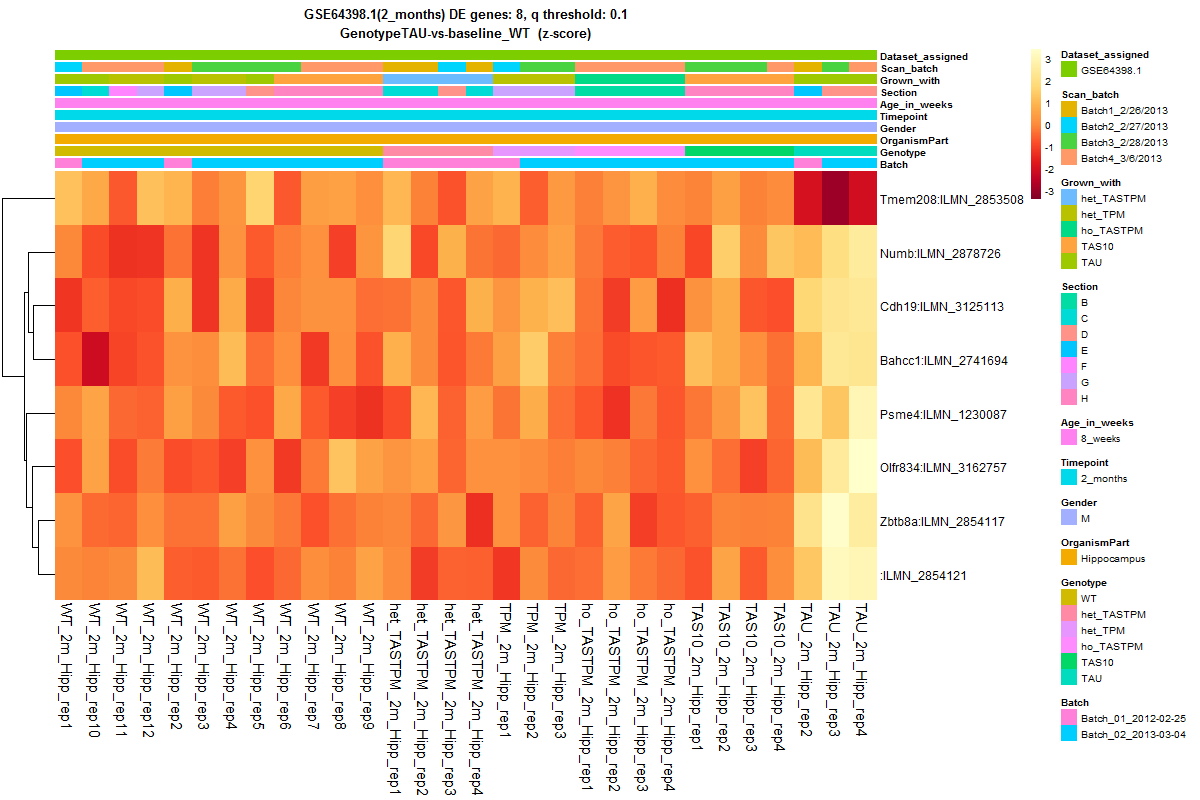 GSE64398.1(2_months) DE genes: 8, q threshold: 0.1
GenotypeTAU-vs-baseline_WT (z-score)
Dataset_assigned
Scan_batch
Grown_with
Section
Age_in_weeks
Timepoint
Gender
OrganismPart
Genotype
Batch
Tmem208:ILMN_2853508
Numb:ILMN_2878726
Cdh19:ILMN_3125113
Bahcc1:ILMN_2741694
Psme4:ILMN_1230087
Olfr834:ILMN_3162757
Zbtb8a:ILMN_2854117
:ILMN_2854121
WT_2m_Hipp_rep1
WT_2m_Hipp_rep10
WT_2m_Hipp_rep11
WT_2m_Hipp_rep12
WT_2m_Hipp_rep2
WT_2m_Hipp_rep3
WT_2m_Hipp_rep4
WT_2m_Hipp_rep5
WT_2m_Hipp_rep6
WT_2m_Hipp_rep7
WT_2m_Hipp_rep8
WT_2m_Hipp_rep9
het_TASTPM_2m_Hipp_rep1
het_TASTPM_2m_Hipp_rep2
het_TASTPM_2m_Hipp_rep3
het_TASTPM_2m_Hipp_rep4
TPM_2m_Hipp_rep1
TPM_2m_Hipp_rep2
TPM_2m_Hipp_rep3
ho_TASTPM_2m_Hipp_rep1
ho_TASTPM_2m_Hipp_rep2
ho_TASTPM_2m_Hipp_rep3
ho_TASTPM_2m_Hipp_rep4
TAS10_2m_Hipp_rep1
TAS10_2m_Hipp_rep2
TAS10_2m_Hipp_rep3
TAS10_2m_Hipp_rep4
TAU_2m_Hipp_rep2
TAU_2m_Hipp_rep3
TAU_2m_Hipp_rep4
3
2
1
0
-1
-2
-3
Dataset_assigned
GSE64398.1
Scan_batch
Batch1_2/26/2013
Batch2_2/27/2013
Batch3_2/28/2013
Batch4_3/6/2013
Grown_with
het_TASTPM
het_TPM
ho_TASTPM
TAS10
TAU
Section
B
C
D
E
F
G
H
Age_in_weeks
8_weeks
Timepoint
2_months
Gender
M
OrganismPart
Hippocampus
Genotype
WT
het_TASTPM
het_TPM
ho_TASTPM
TAS10
TAU
Batch
Batch_01_2012-02-25
Batch_02_2013-03-04